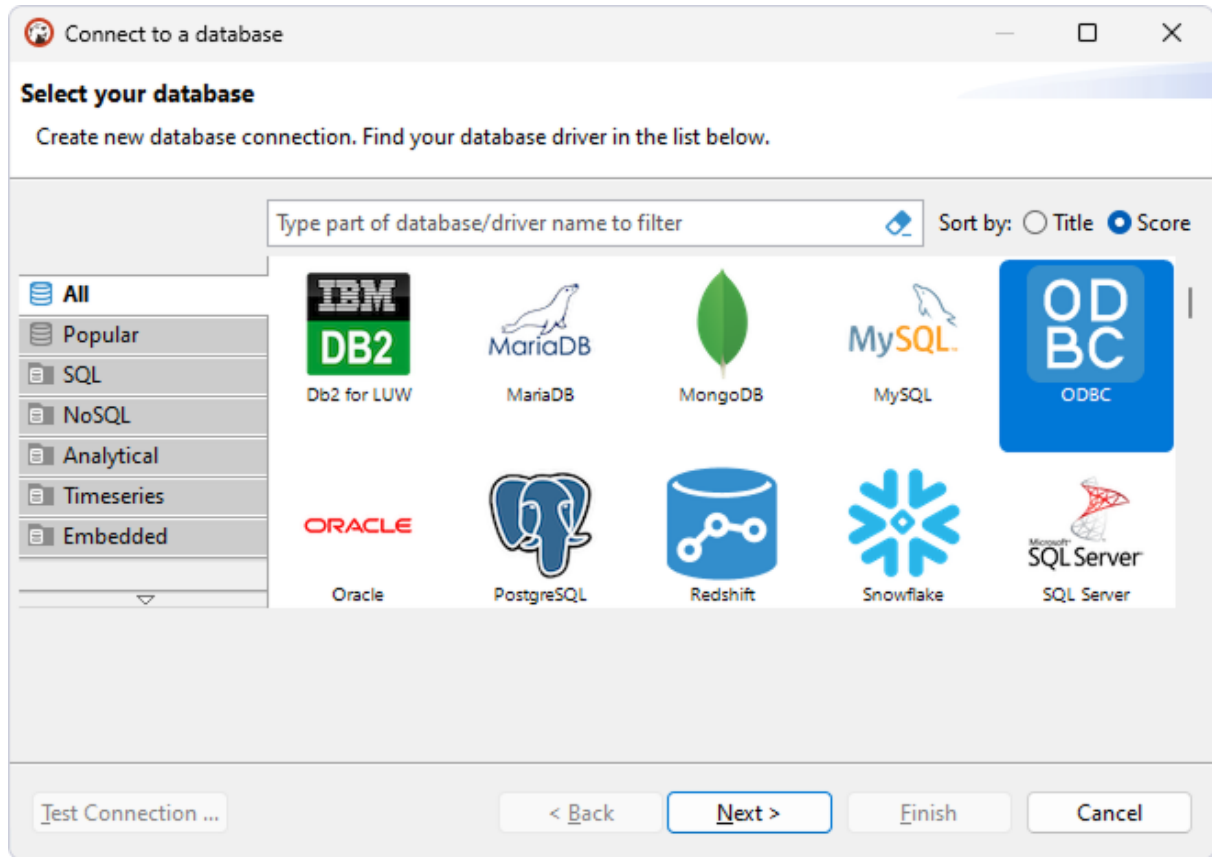 Connect to a database
Select your database
Create new database connection. Find your database driver in the list below.
Type part of database/driver name to filter
Sort by: Title Score
All
Popular
SQL
NoSQL
Analytical
Timeseries
Embedded
IBM
DB2
Db2 for LUW
MariaDB
MariaDB
MongoDB
MySQL
MySQL
OD
BC
ODBC
ORACLE
Oracle
PostgreSQL
Redshift
Snowflake
Microsoft
SQL Server
SQL Server
Test Connection ...
< Back
Next >
Finish
Cancel